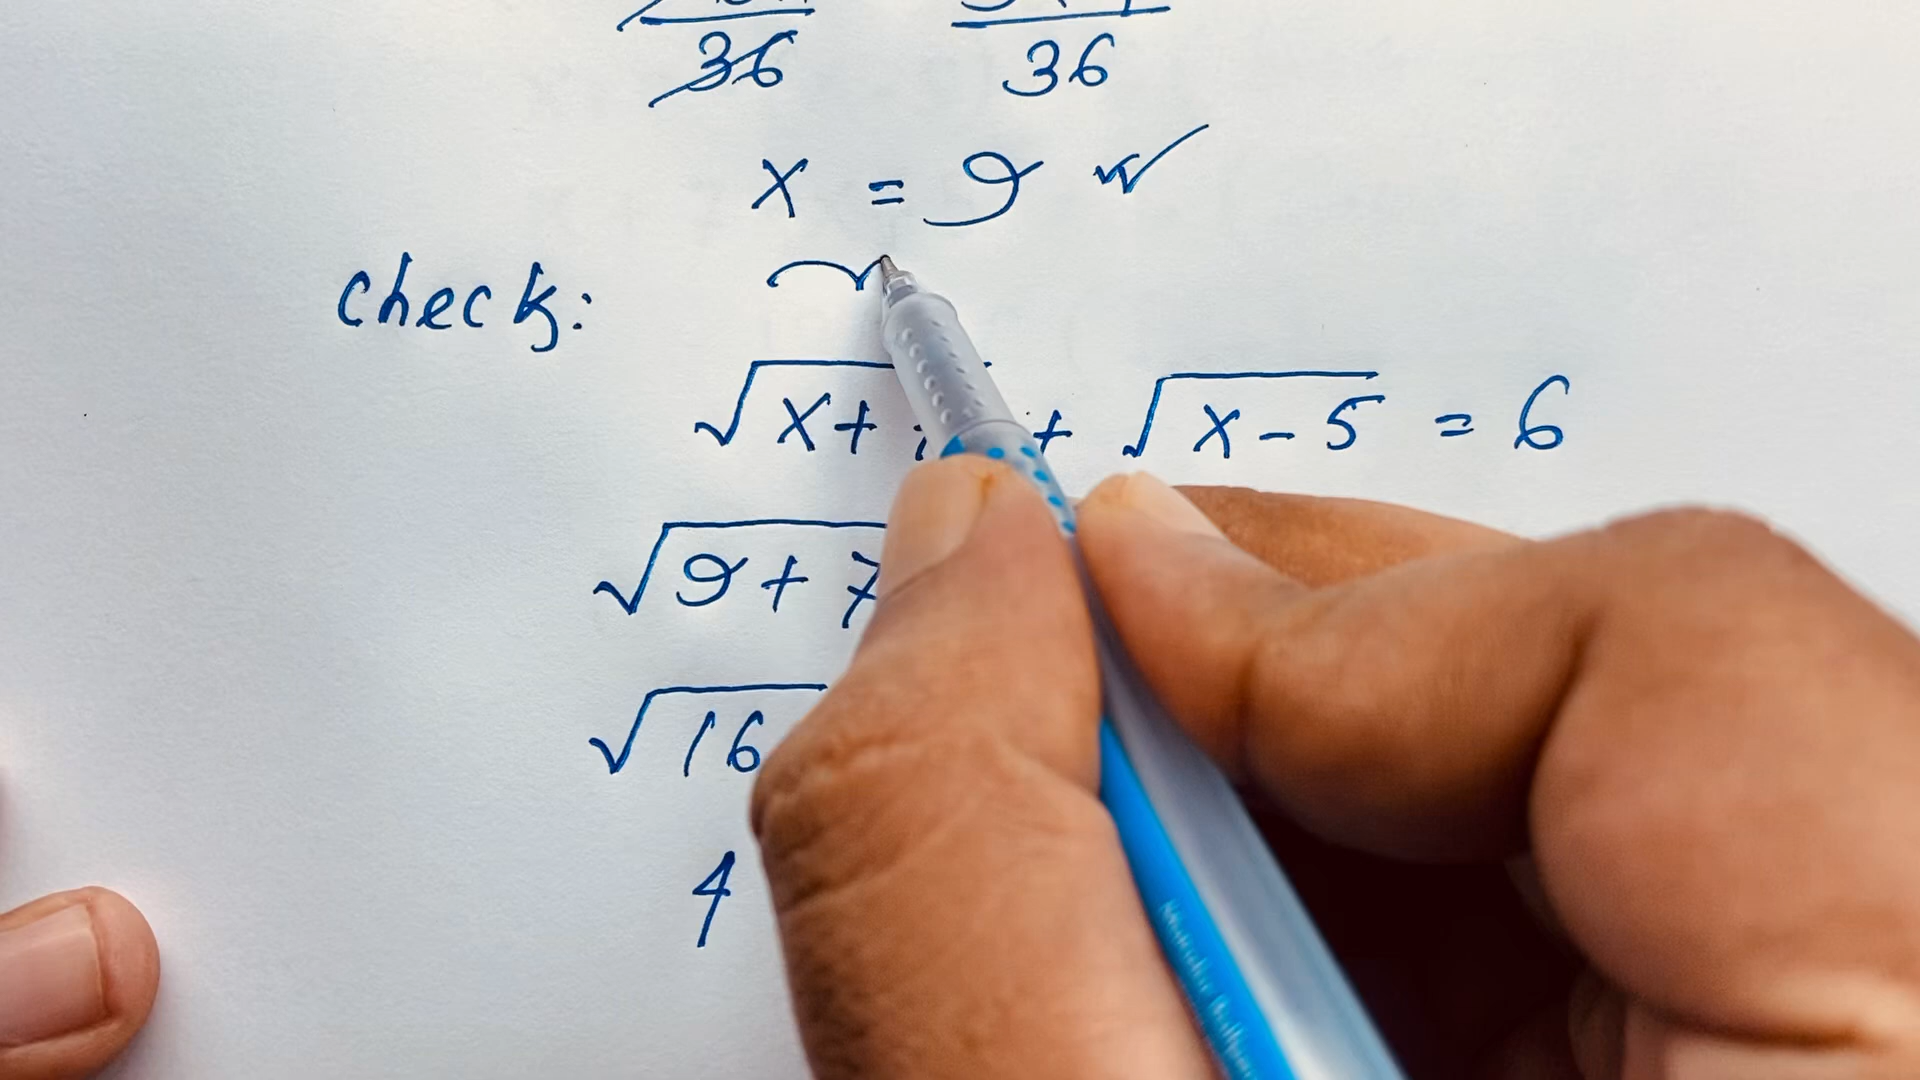 36 36
x = 9
check:
√x+ + √x-5 = 6
√9+7
√16
4